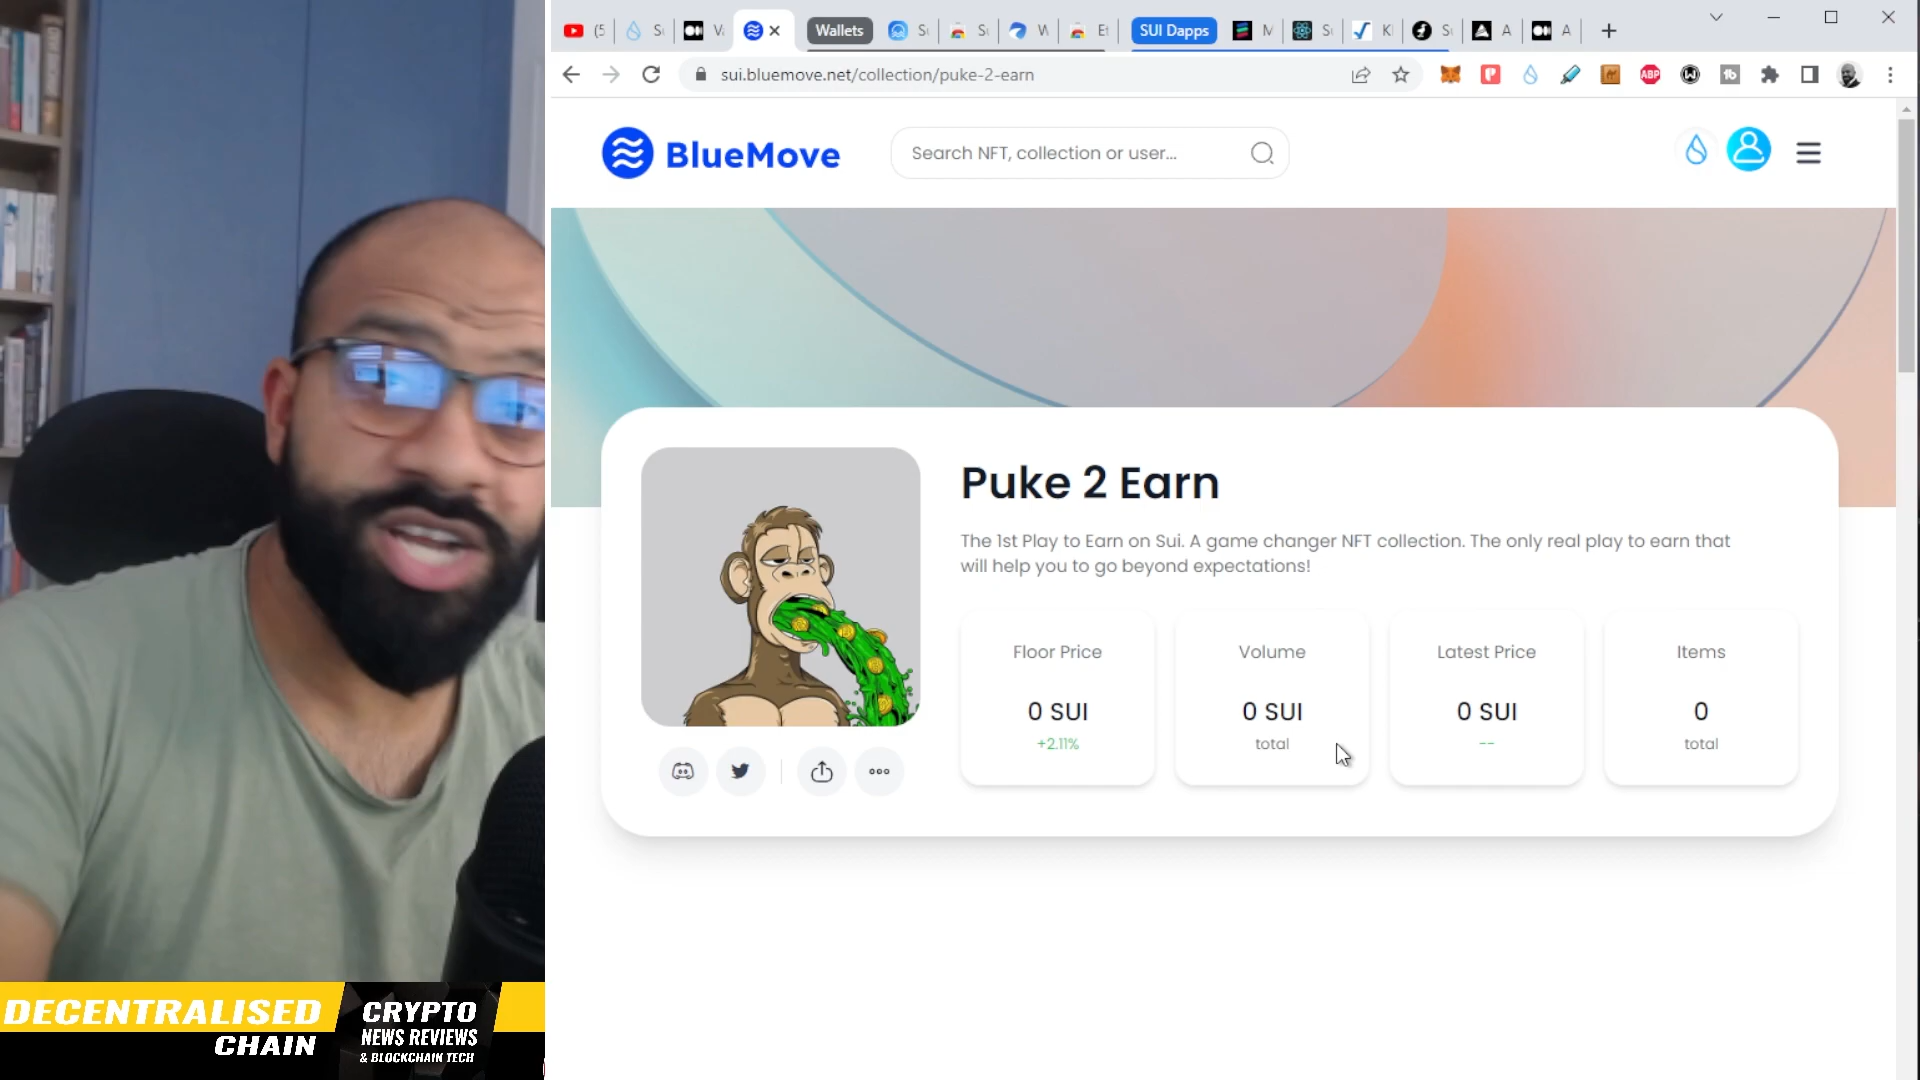 (5
S
V
Wallets
S
S
W
E
SUI Dapps
M
S
K
S
A
A
sui.bluemove.net/collection/puke-2-earn
ABP
BlueMove
Search NFT, collection or user...
Puke 2 Earn
The 1st Play to Earn on Sui. A game changer NFT collection. The only real play to earn that
will help you to go beyond expectations!
Floor Price
Volume
Latest Price
Items
0 SUI
0 SUI
0 SUI
0
+2.11%
total
--
total
DECENTRALISED
CHAIN
CRYPTO
NEWS REVIEWS
& BLOCKCHAIN TECH